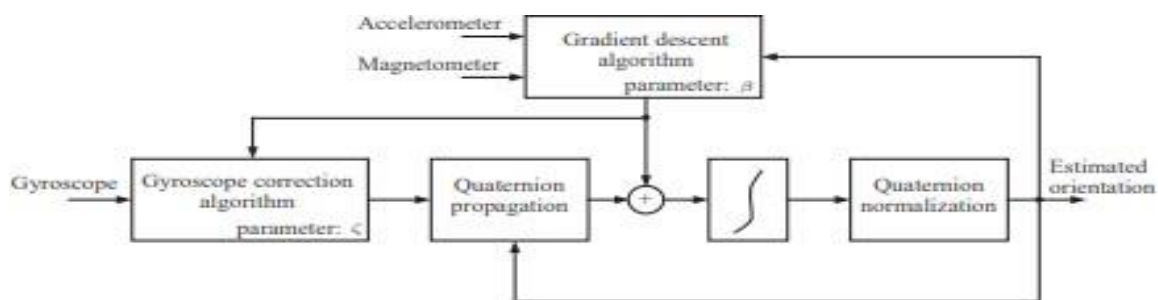 Accelerometer
Magnetometer
Gradient descent
algorithm
parameter: β
Gyroscope
Gyroscope correction
algorithm
parameter: ζ
Quaternion
propagation
+
Quaternion
normalization
Estimated
orientation